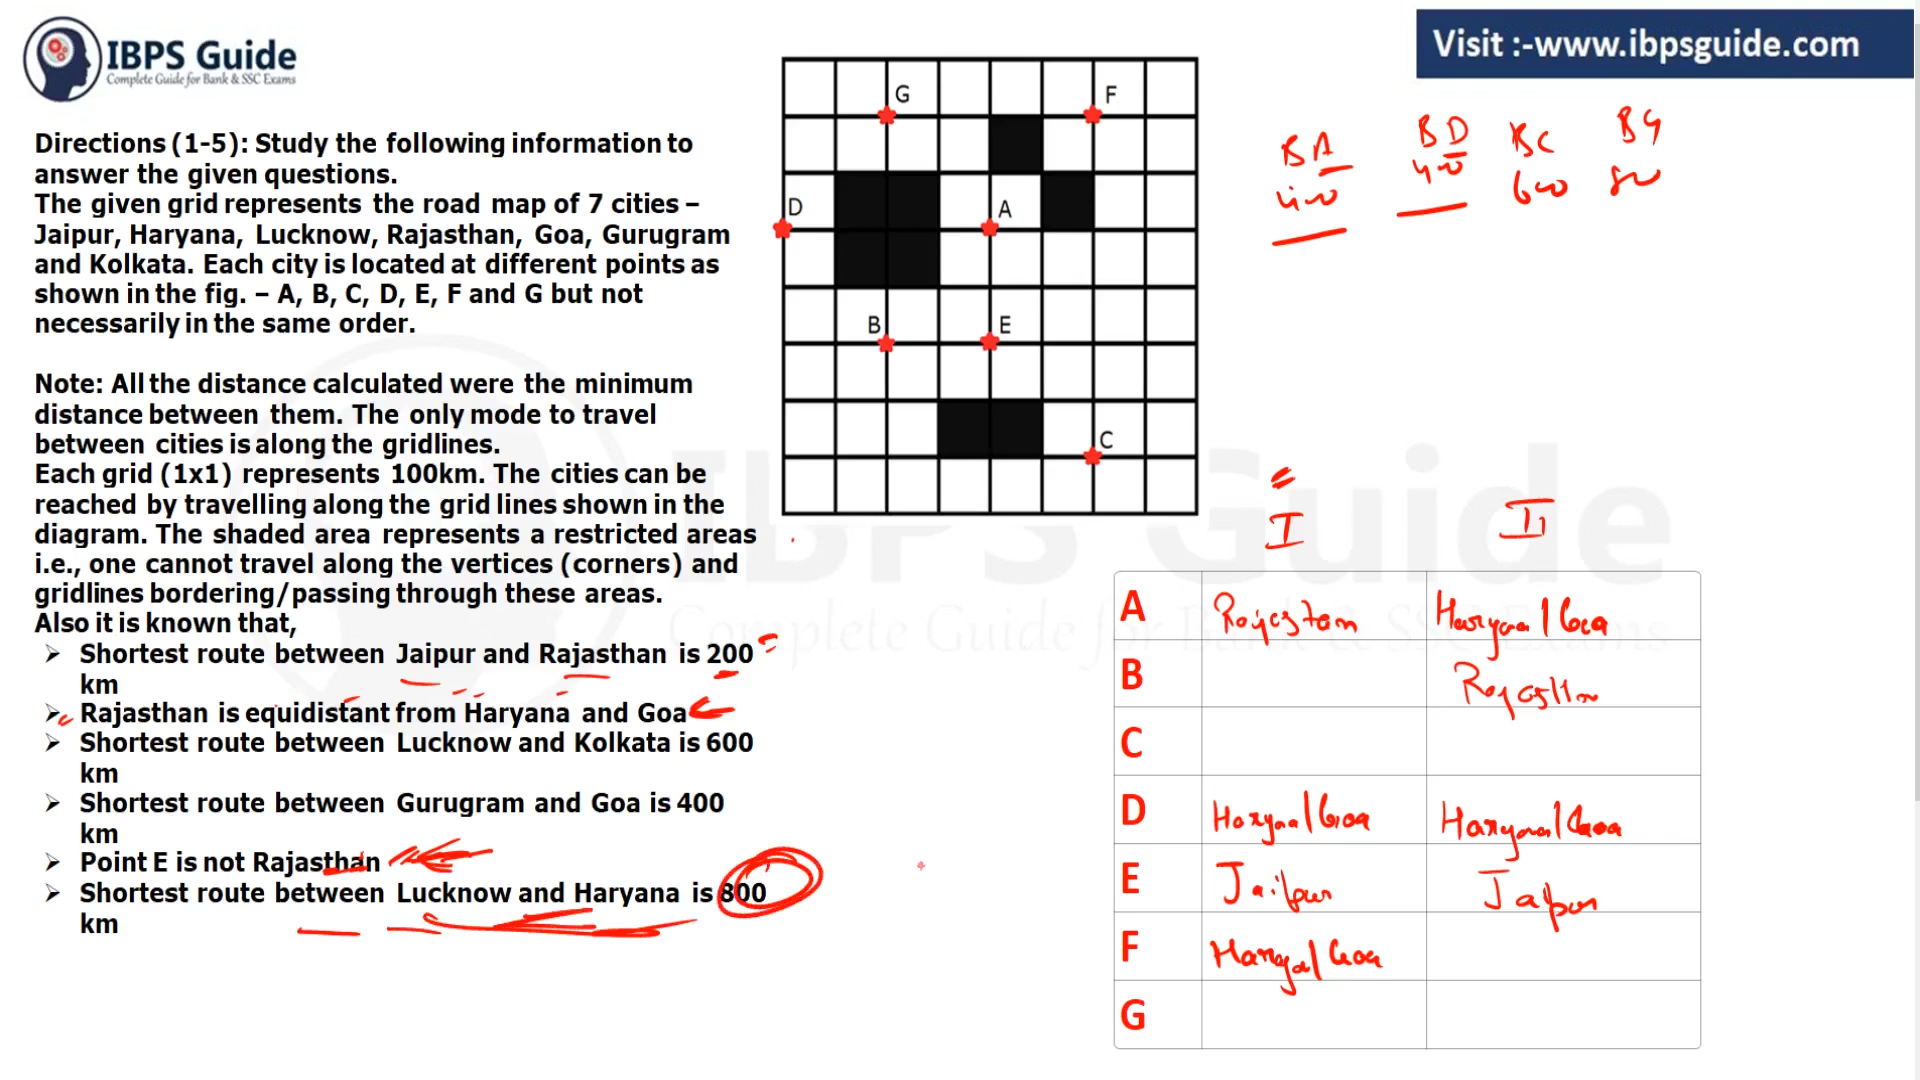 IBPS Guide
Complete Guide for Bank & SSC Exams
Visit :-www.ibpsguide.com
Directions (1-5): Study the following information to
answer the given questions.
The given grid represents the road map of 7 cities –
Jaipur, Haryana, Lucknow, Rajasthan, Goa, Gurugram
and Kolkata. Each city is located at different points as
shown in the fig. – A, B, C, D, E, F and G but not
necessarily in the same order.
Note: All the distance calculated were the minimum
distance between them. The only mode to travel
between cities is along the gridlines.
Each grid (1x1) represents 100km. The cities can be
reached by travelling along the grid lines shown in the
diagram. The shaded area represents a restricted areas
i.e., one cannot travel along the vertices (corners) and
gridlines bordering/passing through these areas.
Also it is known that,
Shortest route between Jaipur and Rajasthan is 200
km
Rajasthan is equidistant from Haryana and Goa
Shortest route between Lucknow and Kolkata is 600
km
Shortest route between Gurugram and Goa is 400
km
Point E is not Rajasthan
Shortest route between Lucknow and Haryana is 800
km
G F
D A
B E
C
BA BD BC BG
400 400 600
I II
A Haryana/Goa
B
C
D Haryana/Goa Haryana/Goa
E Jaipur Jaipur
F Haryana/Goa
G
IBPS Guide
Complete Guide for Bank & SSC Exams